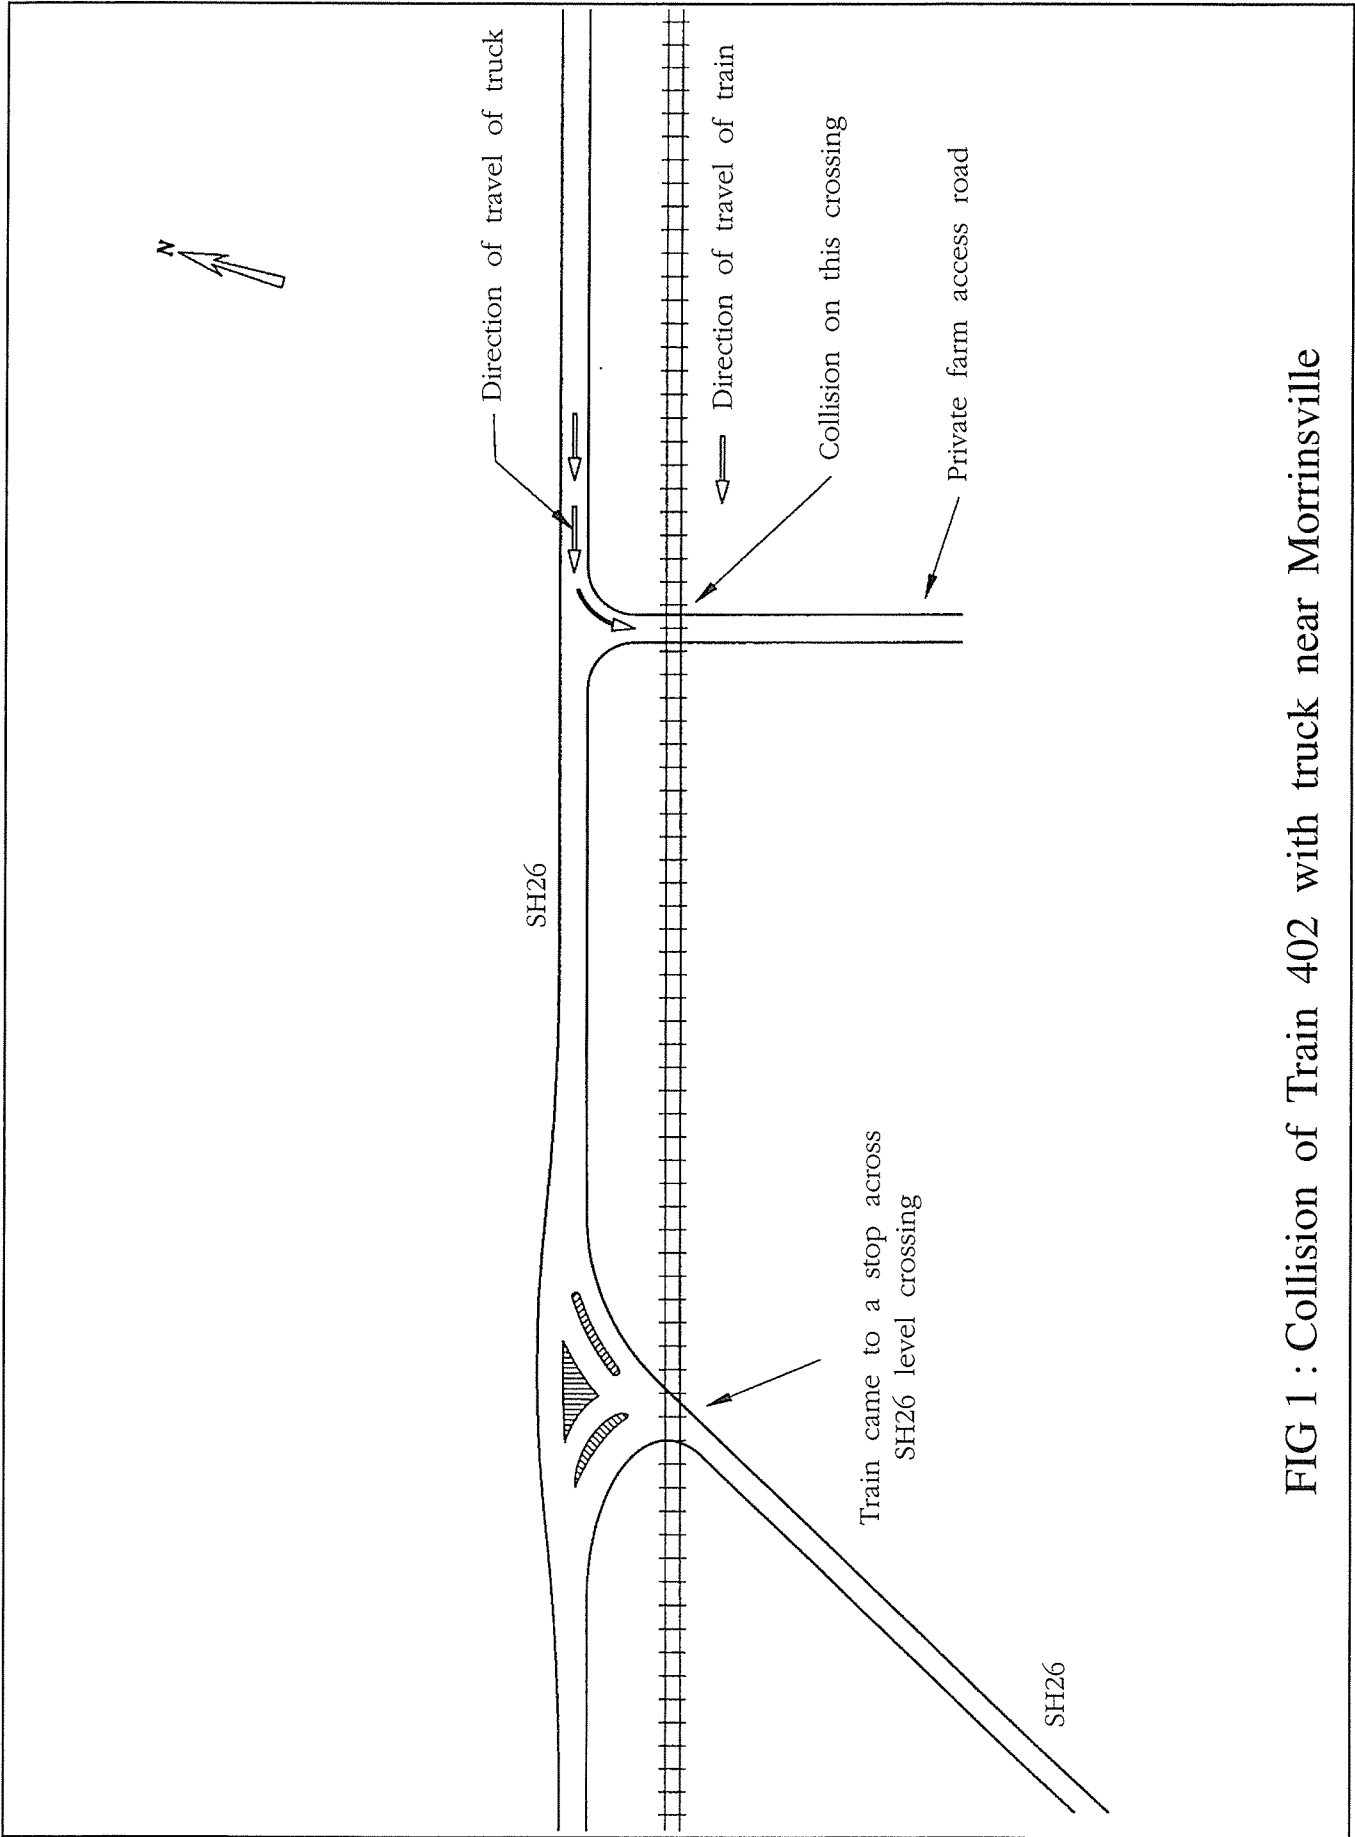 N
Direction of travel of truck
Direction of travel of train
Collision on this crossing
Private farm access road
SH26
Train came to a stop across
SH26 level crossing
SH26
FIG 1 : Collision of Train 402 with truck near Morrinsville